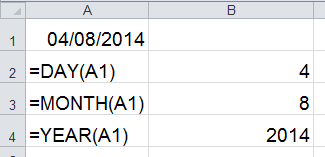 A B
1 04/08/2014
2 =DAY(A1) 4
3 =MONTH(A1) 8
4 =YEAR(A1) 2014